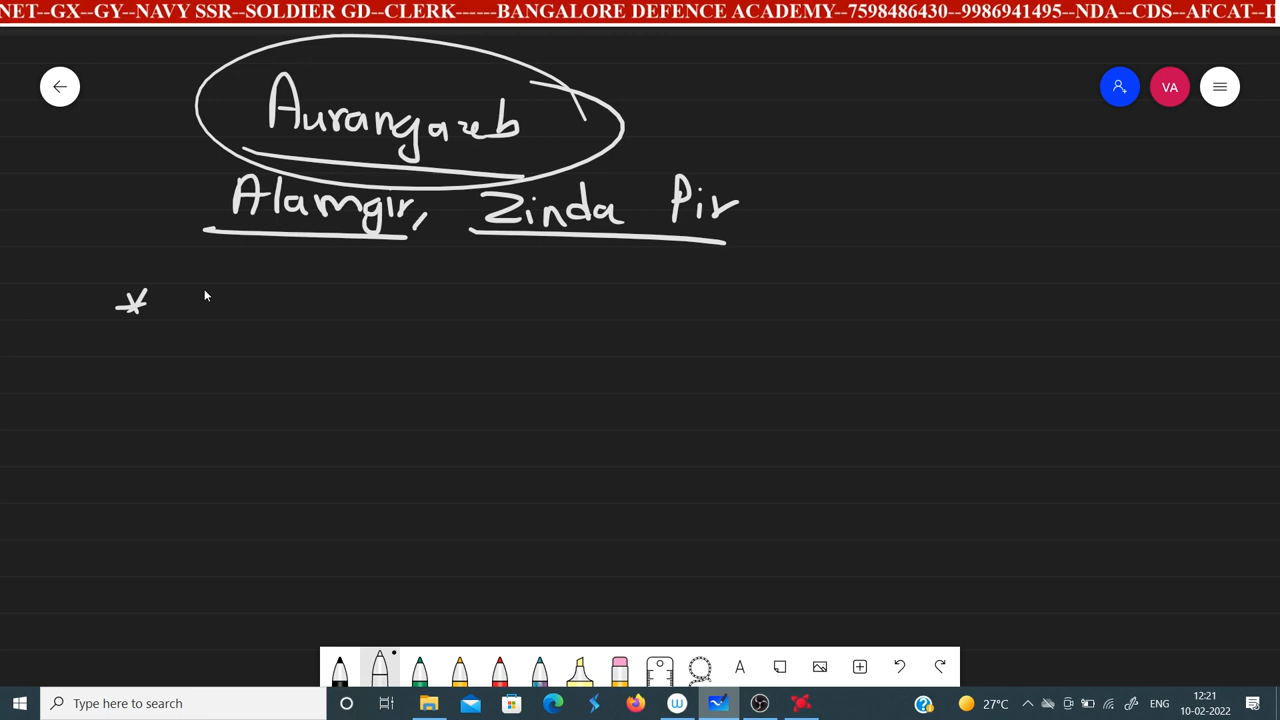 NET--GX--GY--NAVY SSR--SOLDIER GD--CLERK------BANGALORE DEFENCE ACADEMY--7598486430--9986941495--NDA--CDS--AFCAT--I
VA
Aurangazeb
Alamgir, Zinda Pir
*
A
Type here to search
W
27°C
ENG
12:21
10-02-2022